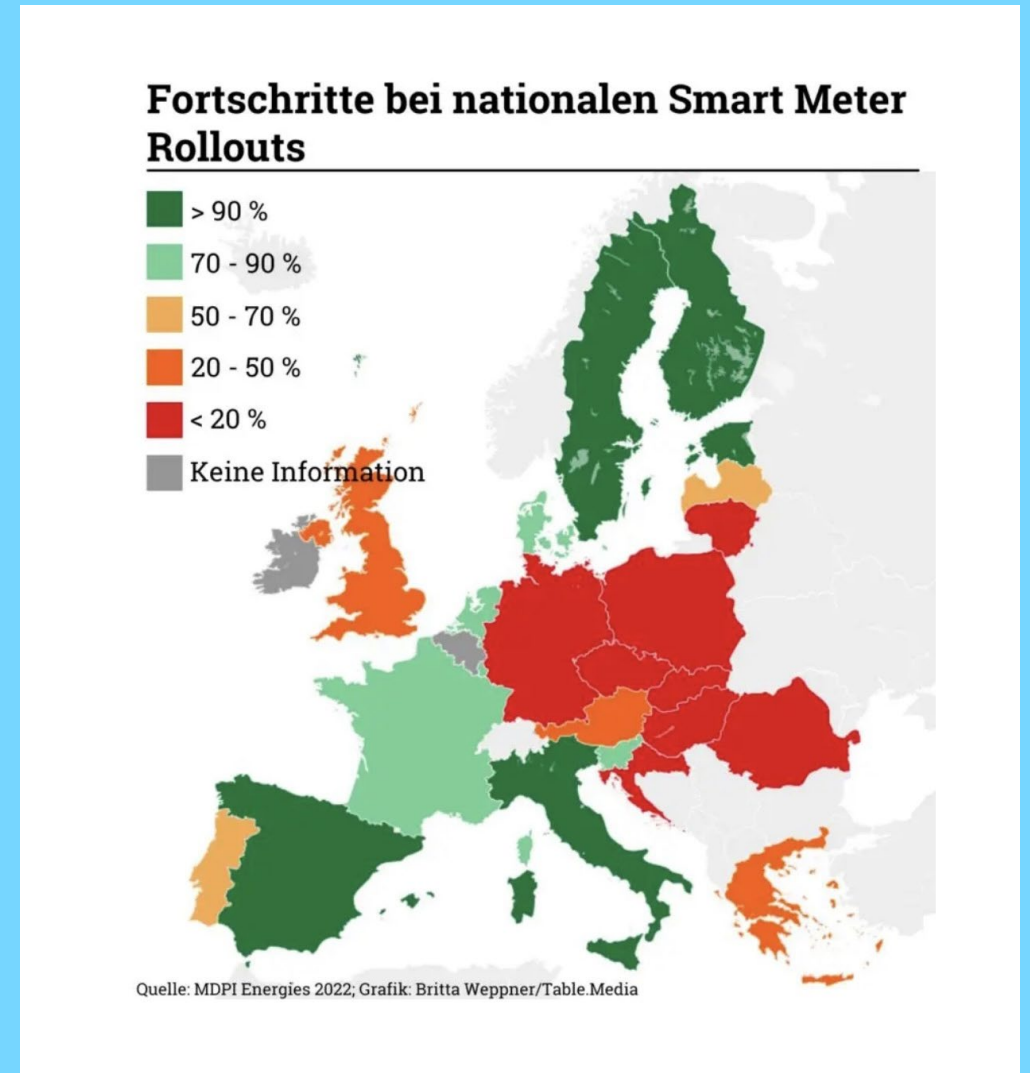 Fortschritte bei nationalen Smart Meter
Rollouts
> 90 %
70 - 90 %
50 - 70 %
20 - 50 %
< 20 %
Keine Information
Quelle: MDPI Energies 2022; Grafik: Britta Weppner/Table.Media